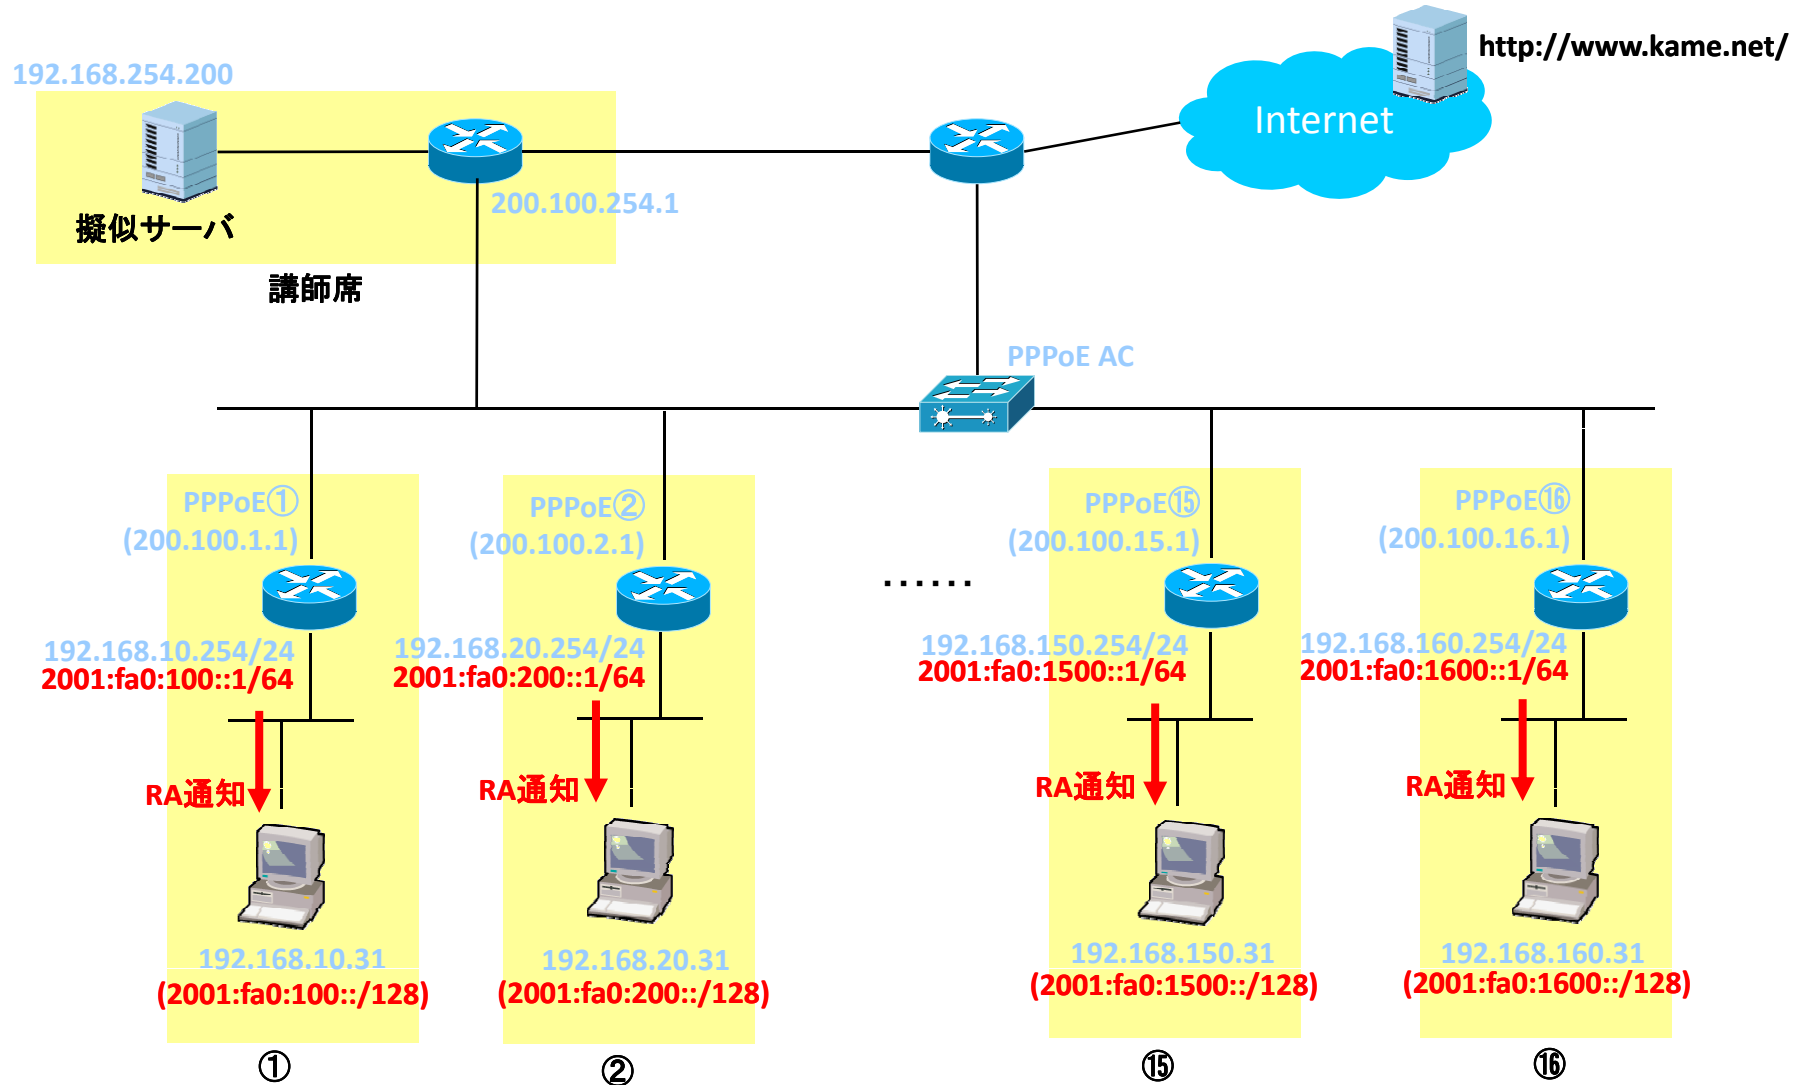 http://www.kame.net/
192.168.254.200
Internet
200.100.254.1
擬似サーバ
講師席
PPPoE AC
PPPoE①
(200.100.1.1)
192.168.10.254/24
2001:fa0:100::1/64
RA通知
192.168.10.31
(2001:fa0:100::/128)
①
PPPoE②
(200.100.2.1)
192.168.20.254/24
2001:fa0:200::1/64
RA通知
192.168.20.31
(2001:fa0:200::/128)
②
······
PPPoE⑮
(200.100.15.1)
192.168.150.254/24
2001:fa0:1500::1/64
RA通知
192.168.150.31
(2001:fa0:1500::/128)
⑮
PPPoE⑯
(200.100.16.1)
192.168.160.254/24
2001:fa0:1600::1/64
RA通知
192.168.160.31
(2001:fa0:1600::/128)
⑯